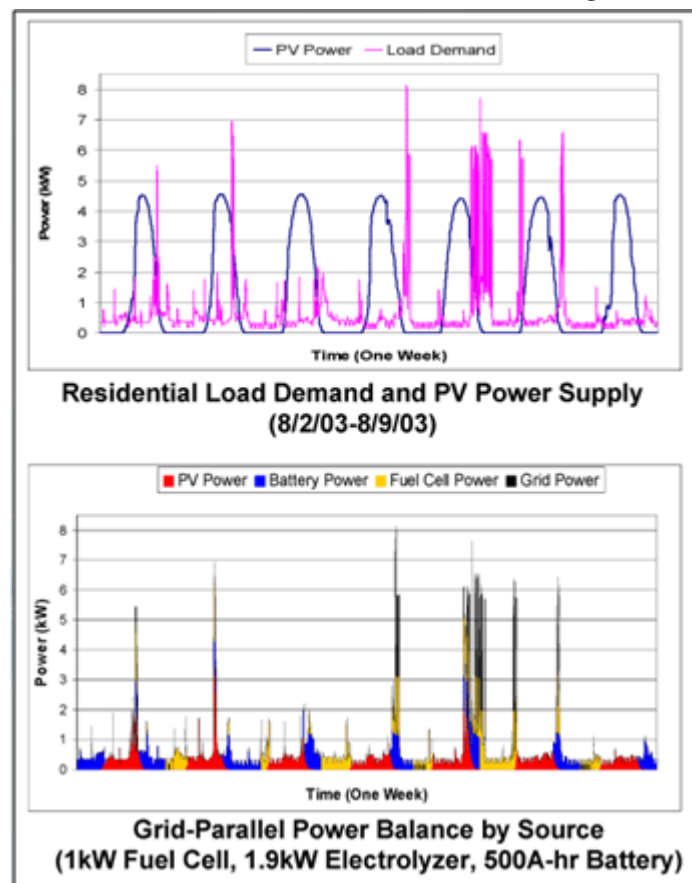 PV Power Load Demand
8
7
6
5
4
3
2
1
0
Power (kW)
Time (One Week)
Residential Load Demand and PV Power Supply
(8/2/03-8/9/03)
PV Power Battery Power Fuel Cell Power Grid Power
8
7
6
5
4
3
2
1
0
Power (kW)
Time (One Week)
Grid-Parallel Power Balance by Source
(1kW Fuel Cell, 1.9kW Electrolyzer, 500A-hr Battery)